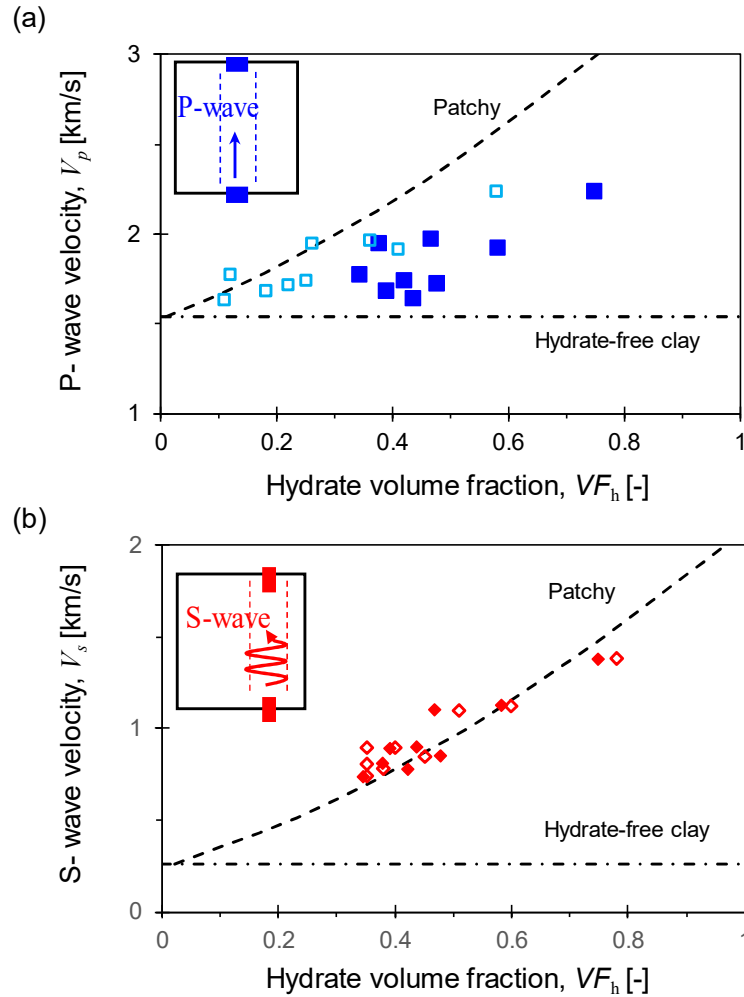 (a)
3
2
1
P- wave velocity, Vp [km/s]
P-wave
Patchy
Hydrate-free clay
0 0.2 0.4 0.6 0.8 1
Hydrate volume fraction, VFh [-]
(b)
2
1
0
S- wave velocity, Vs [km/s]
S-wave
Patchy
Hydrate-free clay
0 0.2 0.4 0.6 0.8 1
Hydrate volume fraction, VFh [-]